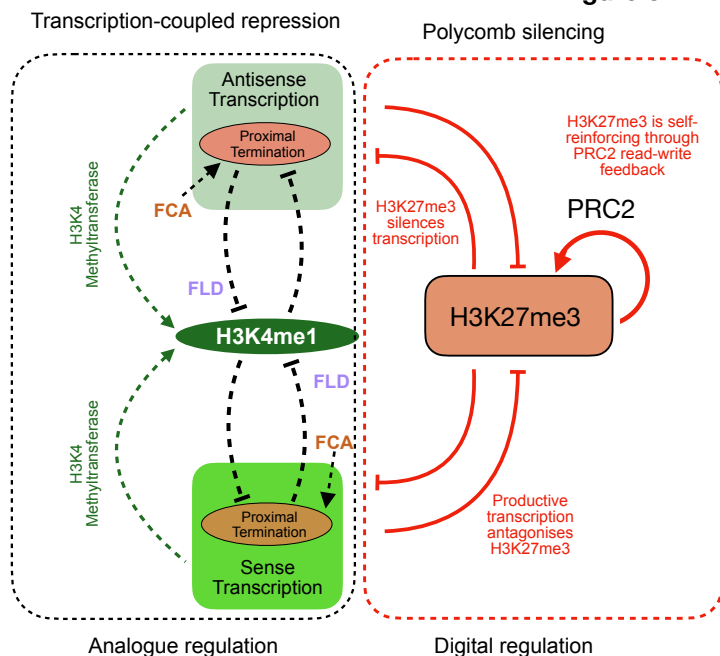 Transcription-coupled repression
Polycomb silencing
Antisense
Transcription
Proximal
Termination
FCA
H3K4
Methyltransferase
FLD
H3K4me1
FLD
FCA
H3K4
Methyltransferase
Proximal
Termination
Sense
Transcription
H3K27me3 is self-
reinforcing through
PRC2 read-write
feedback
PRC2
H3K27me3
silences
transcription
H3K27me3
Productive
transcription
antagonises
H3K27me3
Analogue regulation
Digital regulation